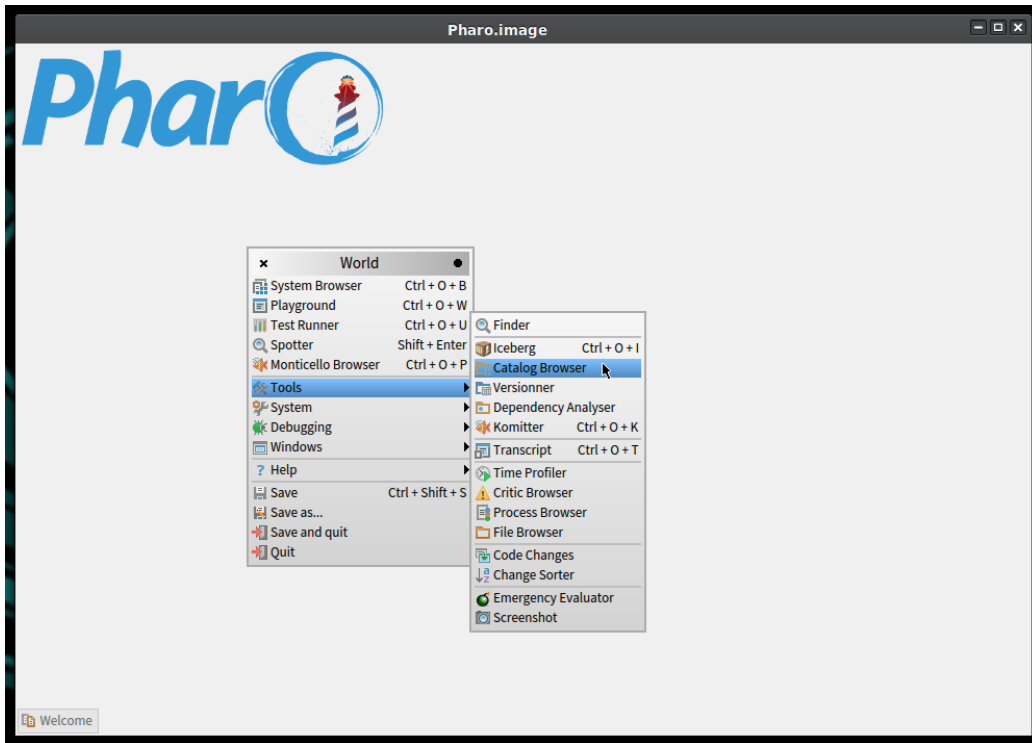 Pharo.image
Pharo
World
System Browser Ctrl + O + B
Playground Ctrl + O + W
Test Runner Ctrl + O + U
Spotter Shift + Enter
Monticello Browser Ctrl + O + P
Tools
System
Debugging
Windows
? Help
Save Ctrl + Shift + S
Save as...
Save and quit
Quit
Finder
Iceberg Ctrl + O + I
Catalog Browser
Versionner
Dependency Analyser
Komitter Ctrl + O + K
Transcript Ctrl + O + T
Time Profiler
Critic Browser
Process Browser
File Browser
Code Changes
Change Sorter
Emergency Evaluator
Screenshot
Welcome